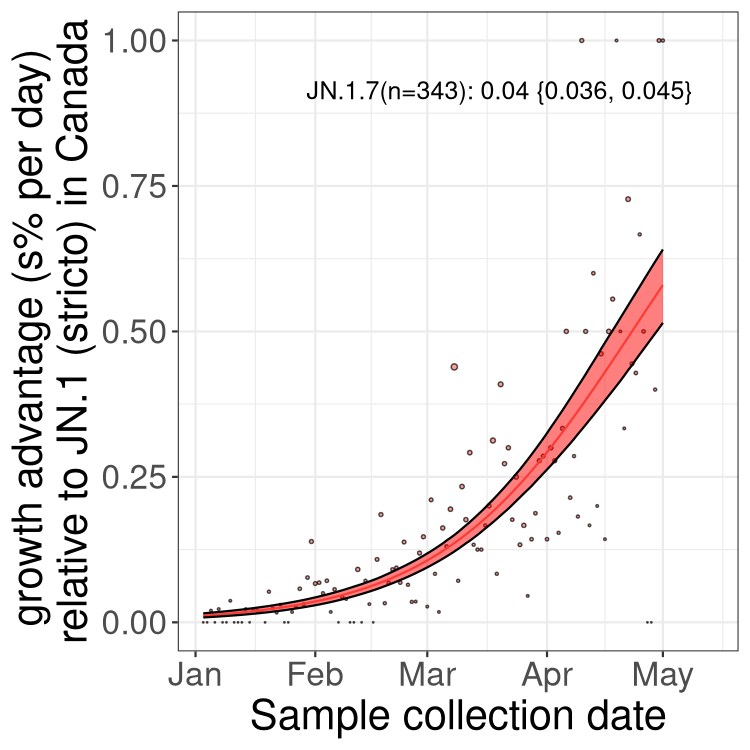 growth advantage (s% per day)
relative to JN.1 (stricto) in Canada
1.00
0.75
0.50
0.25
0.00
JN.1.7(n=343): 0.04 {0.036, 0.045}
Jan Feb Mar Apr May
Sample collection date